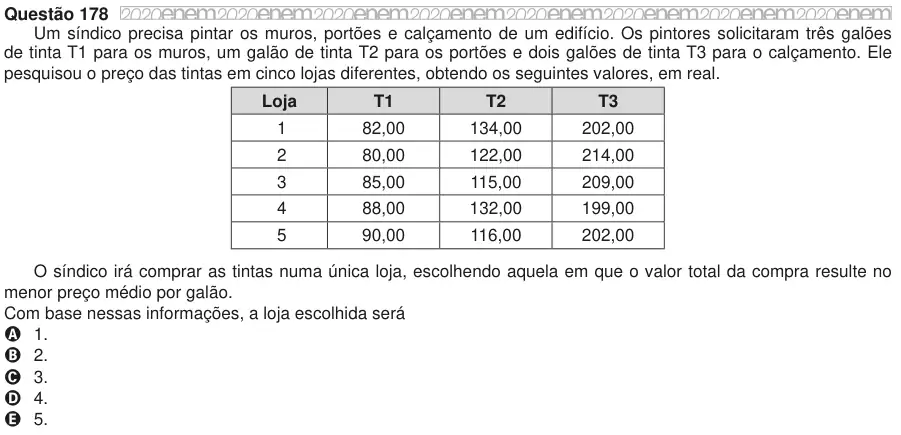 Questão 178 2020enem2020enem2020enem2020enem2020enem2020enem2020enem2020enem
Um síndico precisa pintar os muros, portões e calçamento de um edifício. Os pintores solicitaram três galões
de tinta T1 para os muros, um galão de tinta T2 para os portões e dois galões de tinta T3 para o calçamento. Ele
pesquisou o preço das tintas em cinco lojas diferentes, obtendo os seguintes valores, em real.
Loja T1 T2 T3
1 82,00 134,00 202,00
2 80,00 122,00 214,00
3 85,00 115,00 209,00
4 88,00 132,00 199,00
5 90,00 116,00 202,00
O síndico irá comprar as tintas numa única loja, escolhendo aquela em que o valor total da compra resulte no
menor preço médio por galão.
Com base nessas informações, a loja escolhida será
A 1.
B 2.
C 3.
D 4.
E 5.